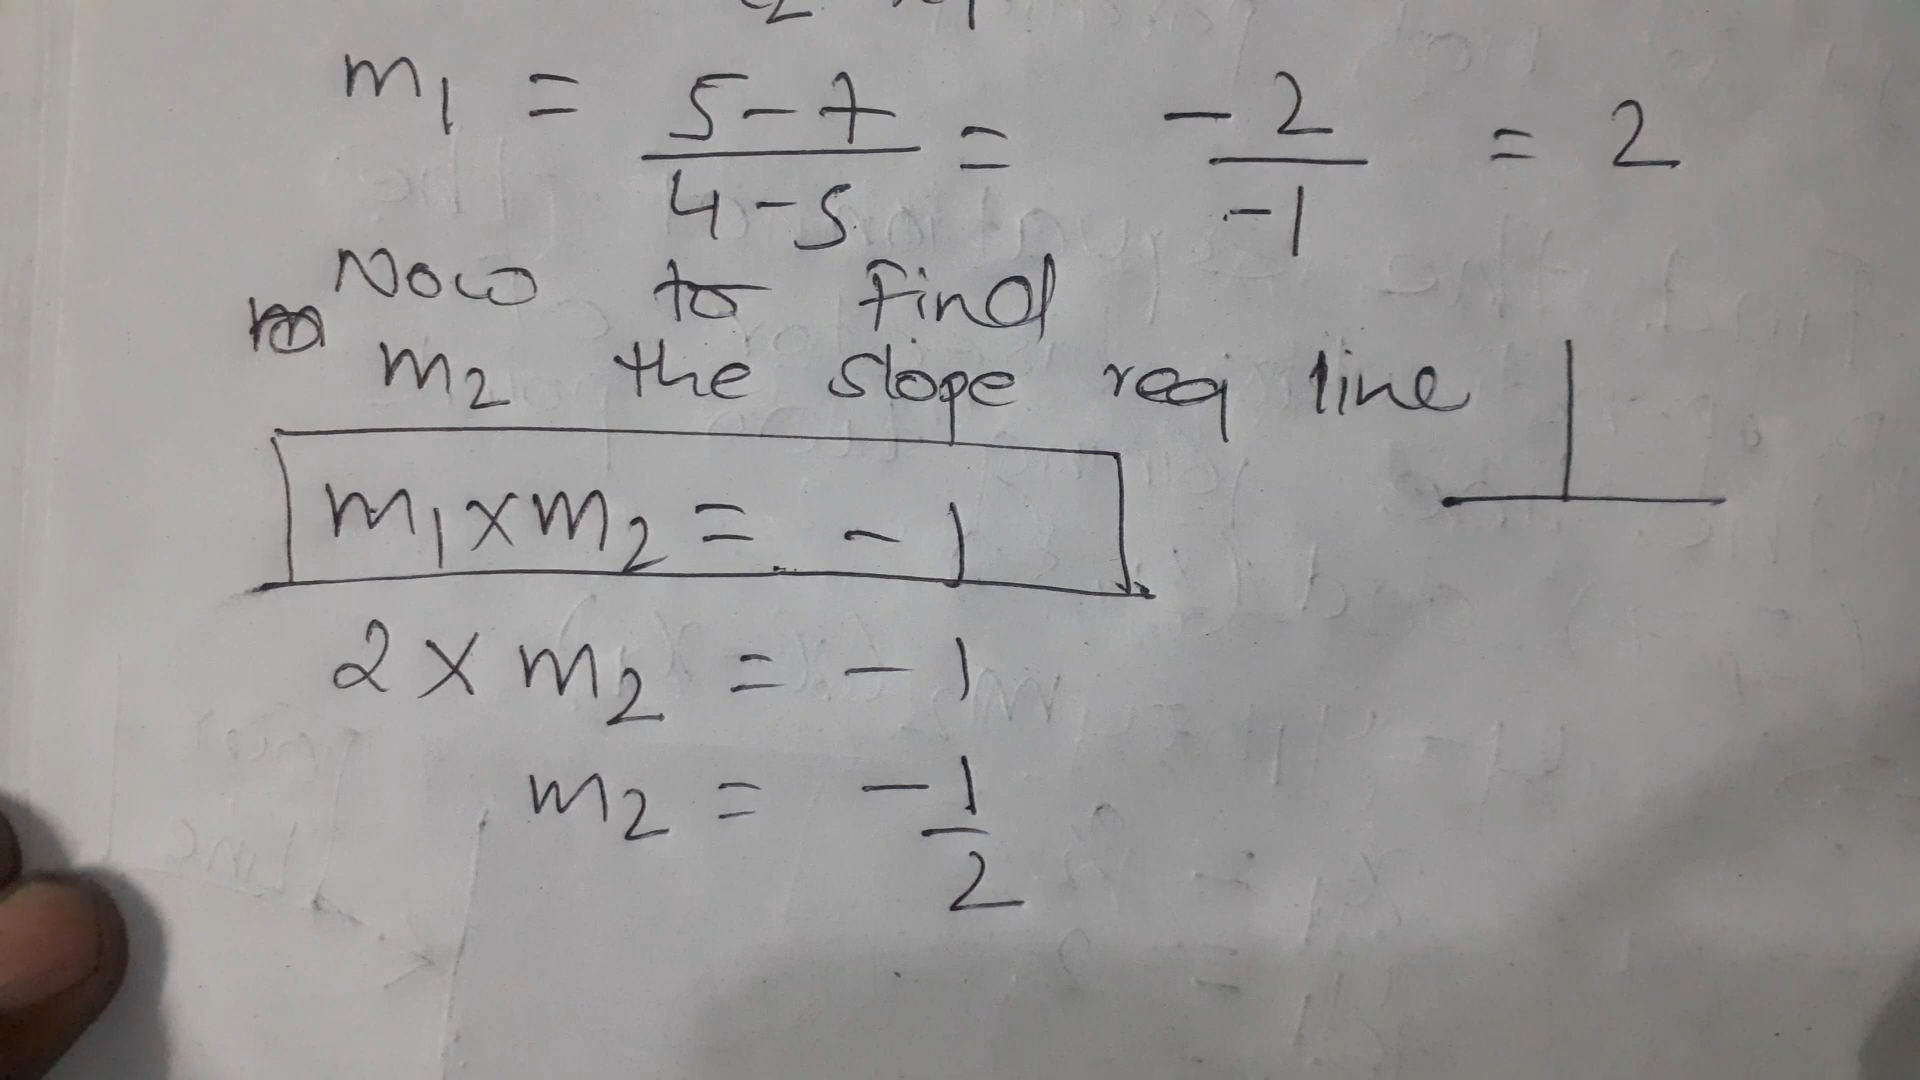 m₁ = 5-7/4-5 = -2/-1 = 2
Now to find
m₂ the slope req line
m₁×m₂ = -1
2×m₂ = -1
m₂ = -1/2